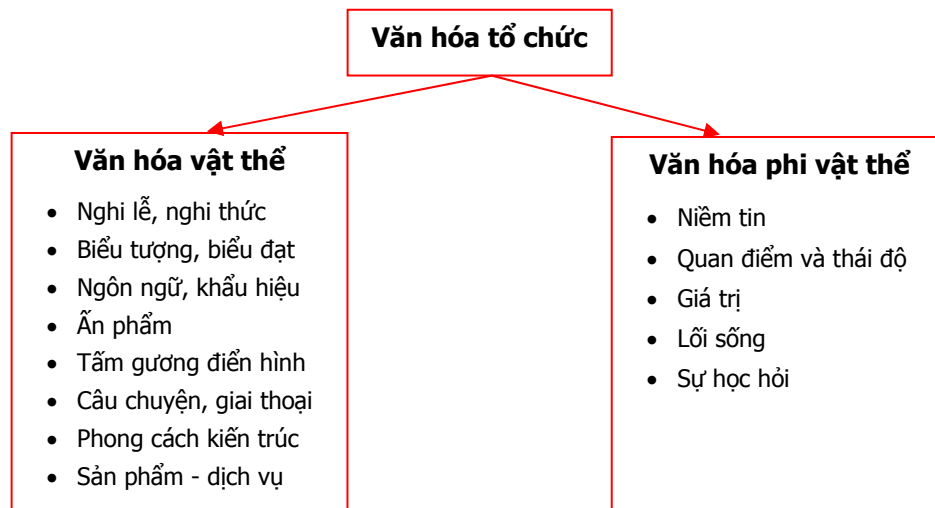 Văn hóa tổ chức
Văn hóa vật thể
• Nghi lễ, nghi thức
• Biểu tượng, biểu đạt
• Ngôn ngữ, khẩu hiệu
• Ấn phẩm
• Tấm gương điển hình
• Câu chuyện, giai thoại
• Phong cách kiến trúc
• Sản phẩm - dịch vụ
Văn hóa phi vật thể
• Niềm tin
• Quan điểm và thái độ
• Giá trị
• Lối sống
• Sự học hỏi